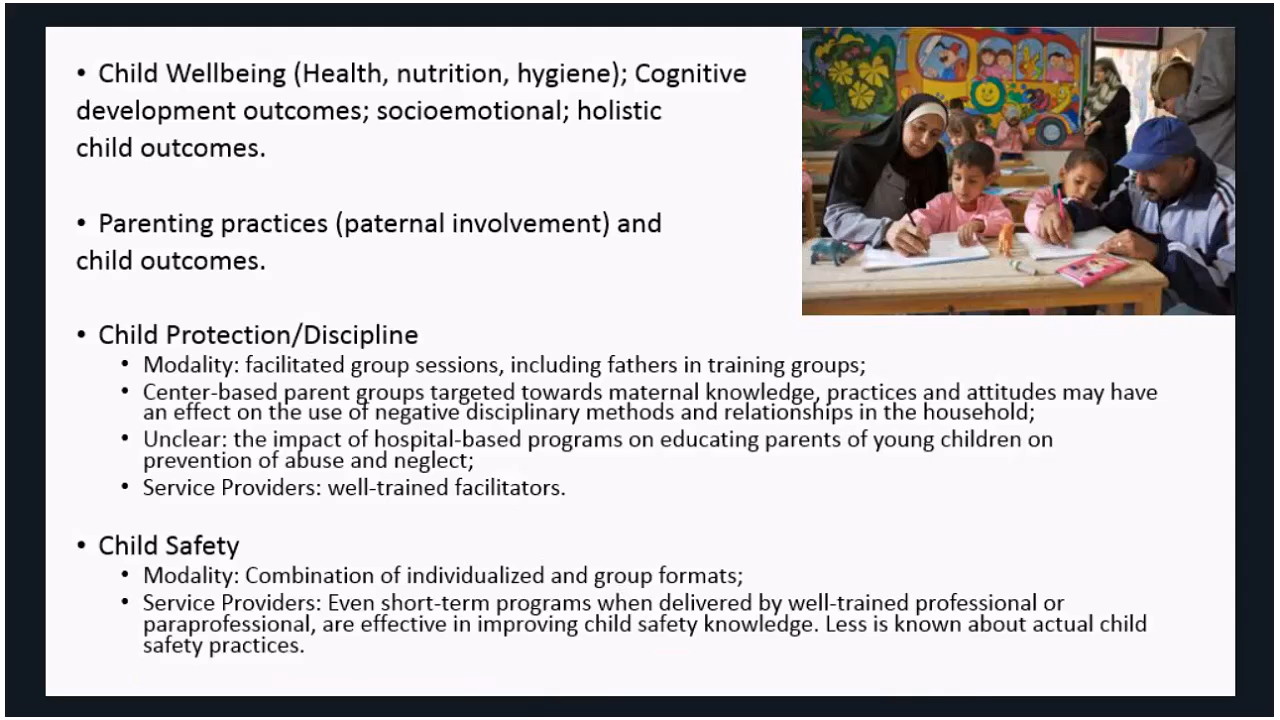 • Child Wellbeing (Health, nutrition, hygiene); Cognitive
development outcomes; socioemotional; holistic
child outcomes.
• Parenting practices (paternal involvement) and
child outcomes.
• Child Protection/Discipline
• Modality: facilitated group sessions, including fathers in training groups;
• Center-based parent groups targeted towards maternal knowledge, practices and attitudes may have
an effect on the use of negative disciplinary methods and relationships in the household;
• Unclear: the impact of hospital-based programs on educating parents of young children on
prevention of abuse and neglect;
• Service Providers: well-trained facilitators.
• Child Safety
• Modality: Combination of individualized and group formats;
• Service Providers: Even short-term programs when delivered by well-trained professional or
paraprofessional, are effective in improving child safety knowledge. Less is known about actual child
safety practices.